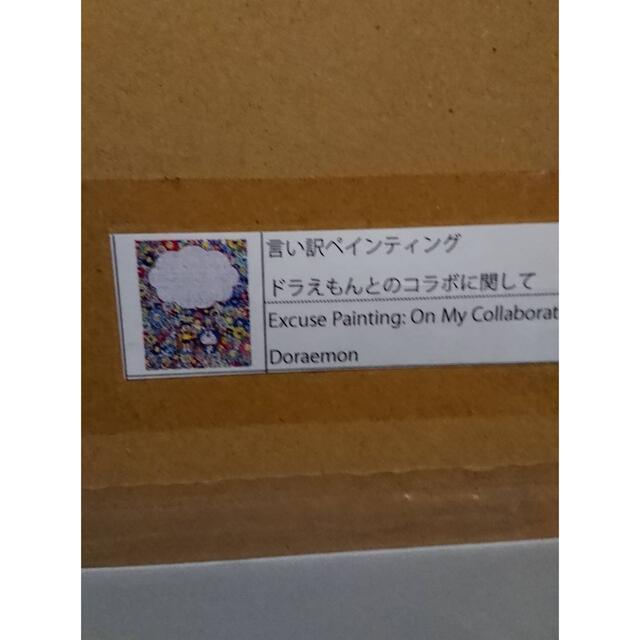 言い訳ペインティング
ドラえもんとのコラボに関して
Excuse Painting: On My Collaborat
Doraemon